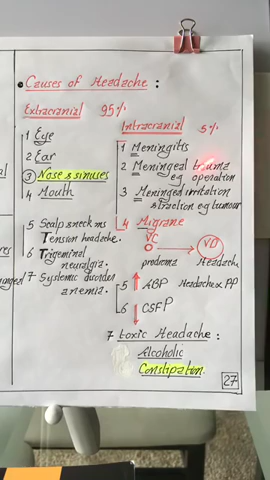 • Causes of Headache :
Extracranial 95%
1 Eye
2 Ear
3 Nose & sinuses
4 Mouth
5 Scalp sneck ms
Tension headache.
6 Trigeminal
neuralgia.
7 Systemic disorder
anemia.
Intracranial 5%
1 Meningitis
2 Meningeal trauma
eg operation
3 Meningeal irritation
& traction eg tumour
4 Migrane
VC
VD
prodroma Headache
5 ABP Headache x PP
6 CSFP
7 toxic Headache :
Alcoholic
Constipation.
27